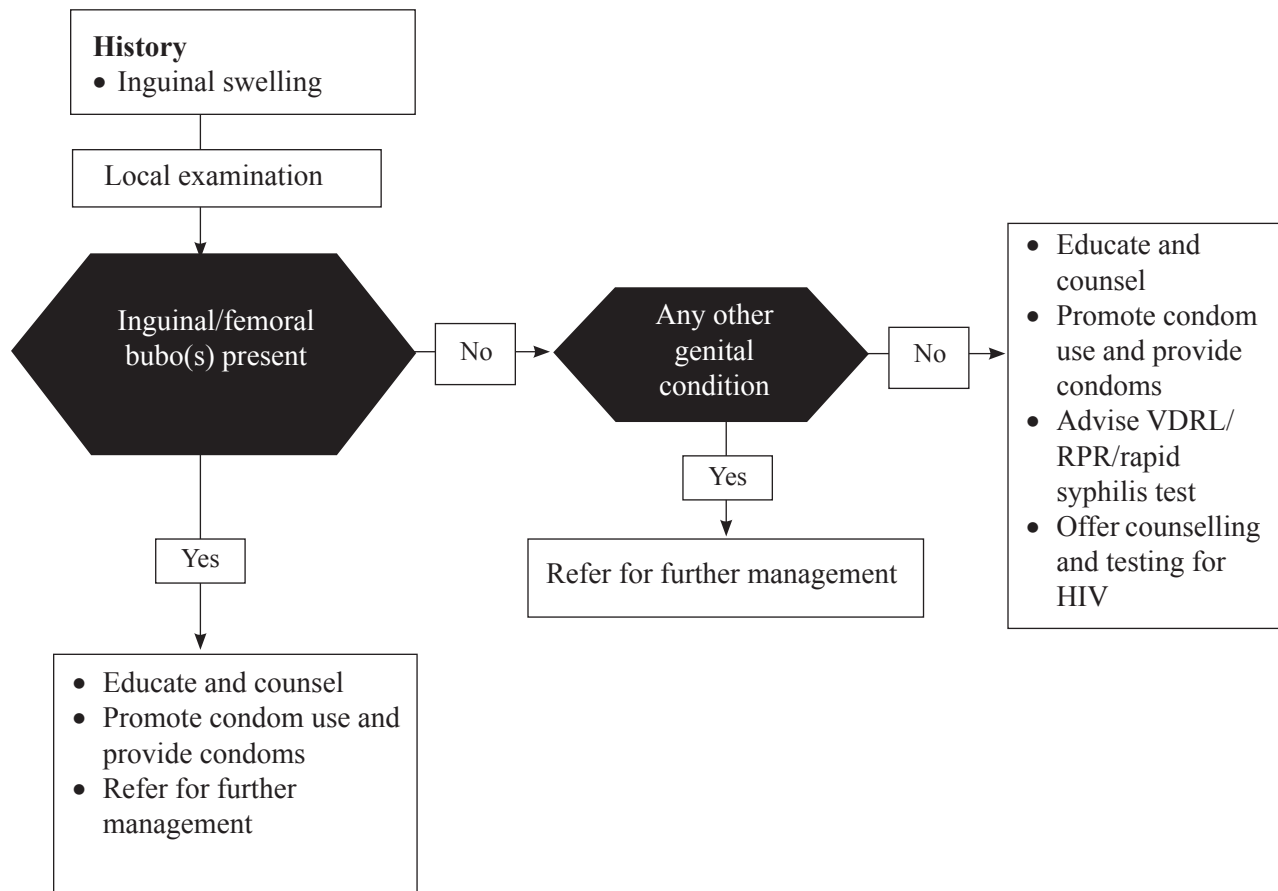 History
• Inguinal swelling
Local examination
Inguinal/femoral
bubo(s) present
No
Any other
genital
condition
No
• Educate and
counsel
• Promote condom
use and provide
condoms
• Advise VDRL/
RPR/rapid
syphilis test
• Offer counselling
and testing for
HIV
Yes
Refer for further management
Yes
• Educate and counsel
• Promote condom use and
provide condoms
• Refer for further
management